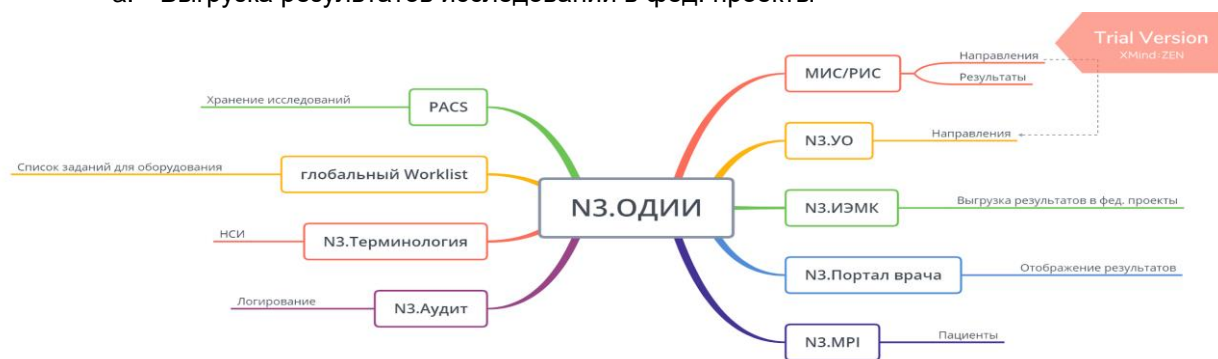 a. Выгрузка результатов исследований в фед. проекты
Trial Version
XMind:ZEN
Хранение исследований
PACS
Список заданий для оборудования
глобальный Worklist
НСИ
N3.Терминология
Логирование
N3.Аудит
N3.ОДИИ
МИС/РИС
Направления
Результаты
N3.УО
Направления
N3.ИЭМК
Выгрузка результатов в фед. проекты
N3.Портал врача
Отображение результатов
N3.MPI
Пациенты